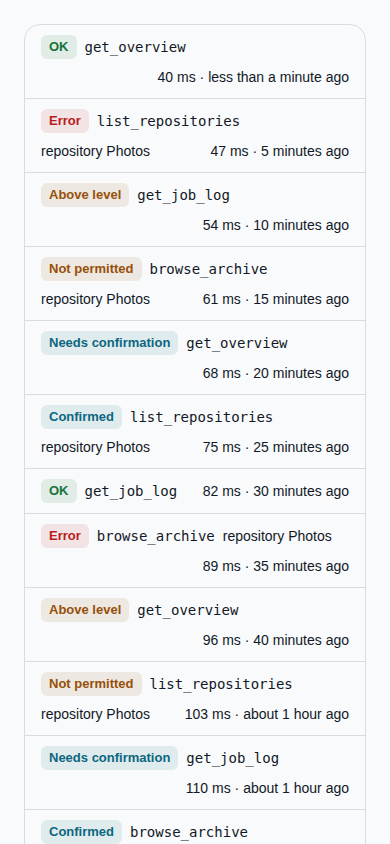 OK get_overview
40 ms · less than a minute ago
Error list_repositories
repository Photos 47 ms · 5 minutes ago
Above level get_job_log
54 ms · 10 minutes ago
Not permitted browse_archive
repository Photos 61 ms · 15 minutes ago
Needs confirmation get_overview
68 ms · 20 minutes ago
Confirmed list_repositories
repository Photos 75 ms · 25 minutes ago
OK get_job_log 82 ms · 30 minutes ago
Error browse_archive repository Photos
89 ms · 35 minutes ago
Above level get_overview
96 ms · 40 minutes ago
Not permitted list_repositories
repository Photos 103 ms · about 1 hour ago
Needs confirmation get_job_log
110 ms · about 1 hour ago
Confirmed browse_archive